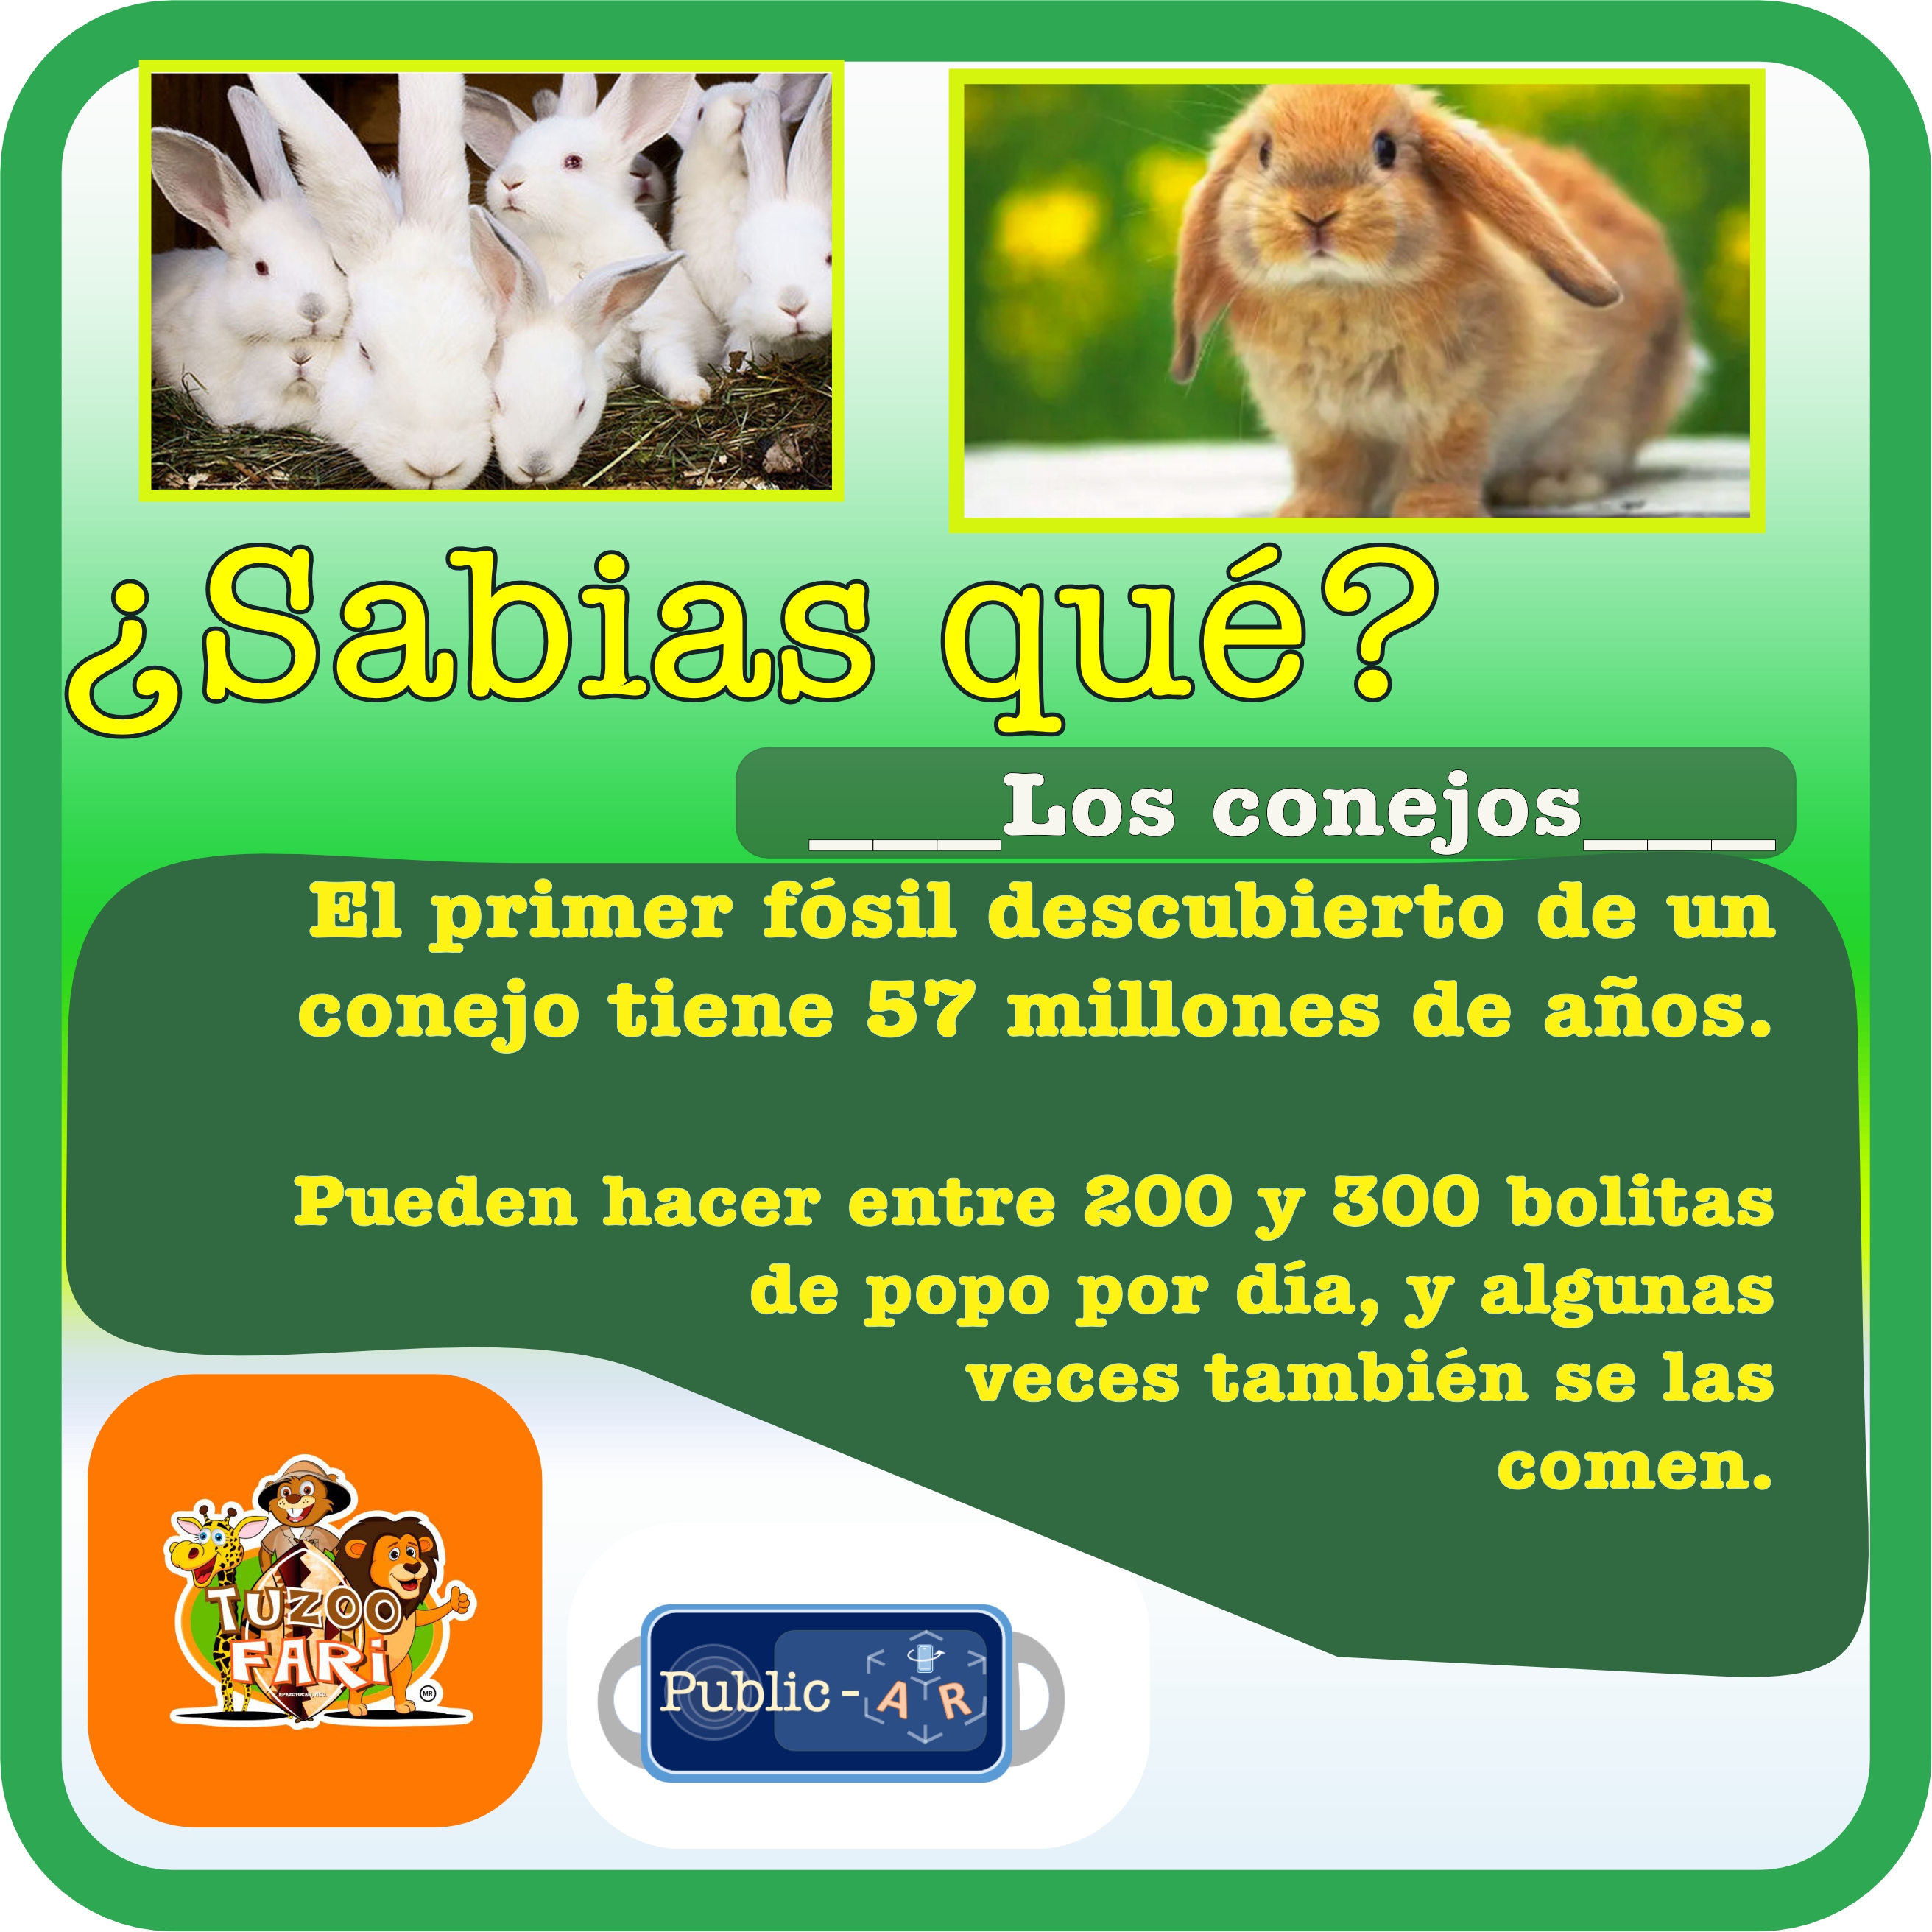 ¿Sabias qué?
___Los conejos___
El primer fósil descubierto de un
conejo tiene 57 millones de años.
Pueden hacer entre 200 y 300 bolitas
de popo por día, y algunas
veces también se las
comen.
TUZOO
FARi
MR
Public - AR